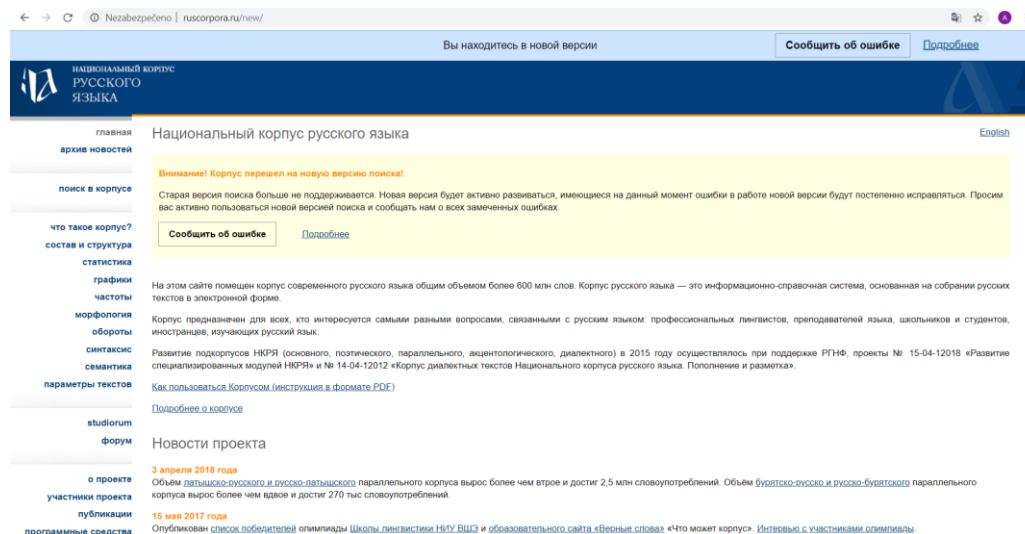 Nezabezpečeno | ruscorpora.ru/new/
A
Вы находитесь в новой версии
Сообщить об ошибке
Подробнее
НАЦИОНАЛЬНЫЙ КОРПУС
РУССКОГО
ЯЗЫКА
главная
архив новостей
поиск в корпусе
что такое корпус?
состав и структура
статистика
графики
частоты
морфология
обороты
синтаксис
семантика
параметры текстов
studiorum
форум
о проекте
участники проекта
публикации
программные средства
Национальный корпус русского языка
English
Внимание! Корпус перешел на новую версию поиска!
Старая версия поиска больше не поддерживается. Новая версия будет активно развиваться, имеющиеся на данный момент ошибки в работе новой версии будут постепенно исправляться. Просим
вас активно пользоваться новой версией поиска и сообщать нам о всех замеченных ошибках.
Сообщить об ошибке
Подробнее
На этом сайте помещен корпус современного русского языка общим объемом более 600 млн слов. Корпус русского языка — это информационно-справочная система, основанная на собрании русских
текстов в электронной форме.
Корпус предназначен для всех, кто интересуется самыми разными вопросами, связанными с русским языком: профессиональных лингвистов, преподавателей языка, школьников и студентов,
иностранцев, изучающих русский язык.
Развитие подкорпусов НКРЯ (основного, поэтического, параллельного, акцентологического, диалектного) в 2015 году осуществлялось при поддержке РГНФ, проекты № 15-04-12018 «Развитие
специализированных модулей НКРЯ» и № 14-04-12012 «Корпус диалектных текстов Национального корпуса русского языка. Пополнение и разметка».
Как пользоваться Корпусом (инструкция в формате PDF)
Подробнее о корпусе
Новости проекта
3 апреля 2018 года
Объём латышско-русского и русско-латышского параллельного корпуса вырос более чем втрое и достиг 2,5 млн словоупотреблений. Объём бурятско-русско и русско-бурятского параллельного
корпуса вырос более чем вдвое и достиг 270 тыс словоупотреблений.
15 мая 2017 года
Опубликован список победителей олимпиады Школы лингвистики НИУ ВШЭ и образовательного сайта «Верные слова» «Что может корпус». Интервью с участниками олимпиады.